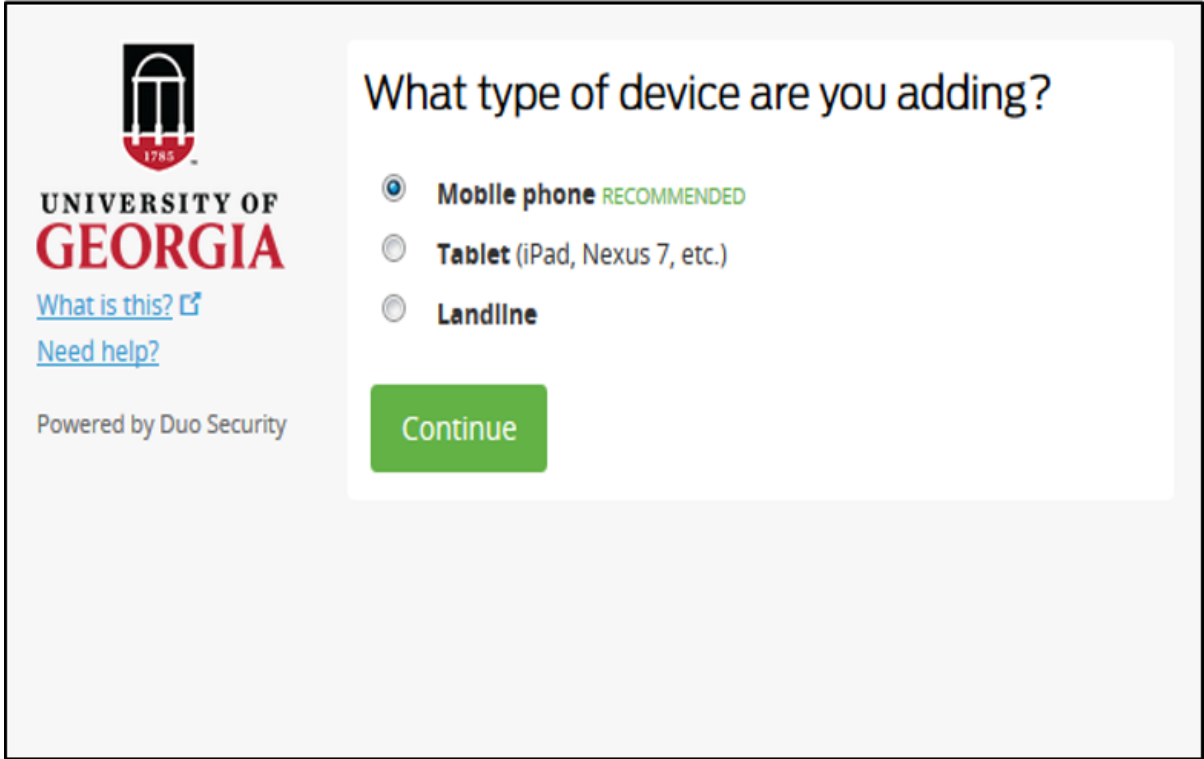 1785
UNIVERSITY OF
GEORGIA
What is this?
Need help?
Powered by Duo Security
What type of device are you adding?
Mobile phone RECOMMENDED
Tablet (iPad, Nexus 7, etc.)
Landline
Continue